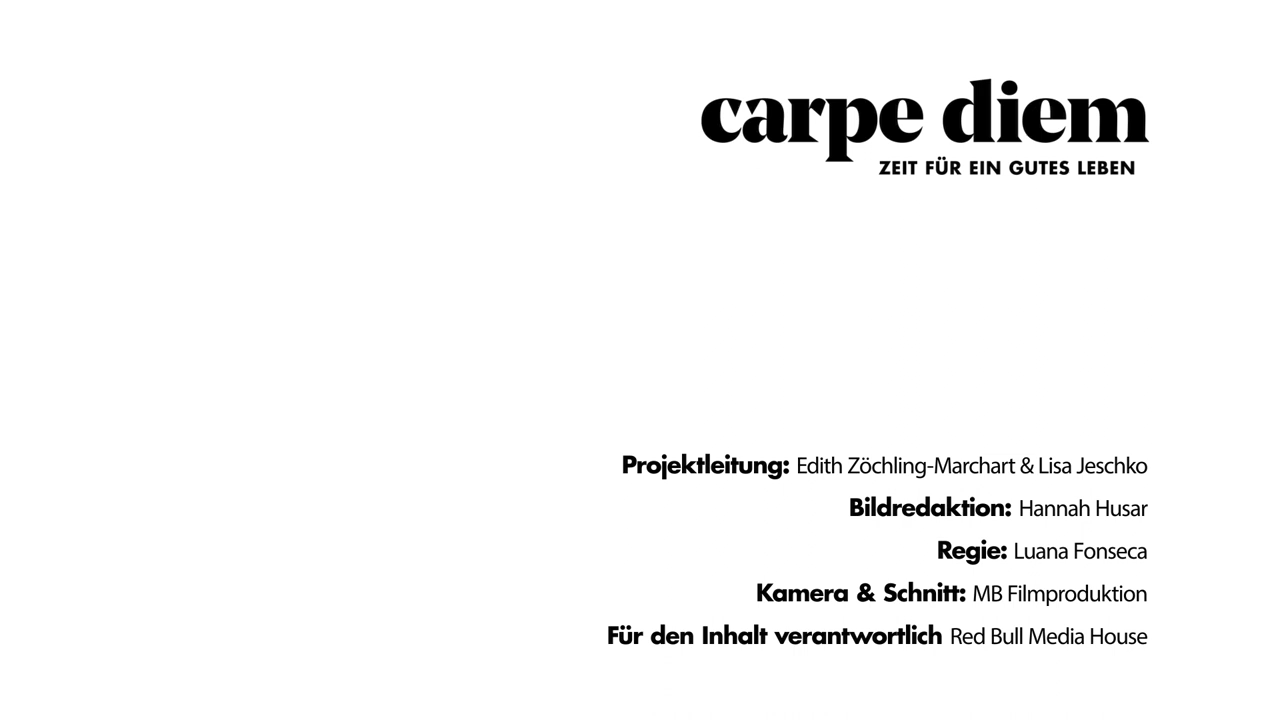 carpe diem
ZEIT FÜR EIN GUTES LEBEN
Projektleitung: Edith Zöchling-Marchart & Lisa Jeschko
Bildredaktion: Hannah Husar
Regie: Luana Fonseca
Kamera & Schnitt: MB Filmproduktion
Für den Inhalt verantwortlich Red Bull Media House